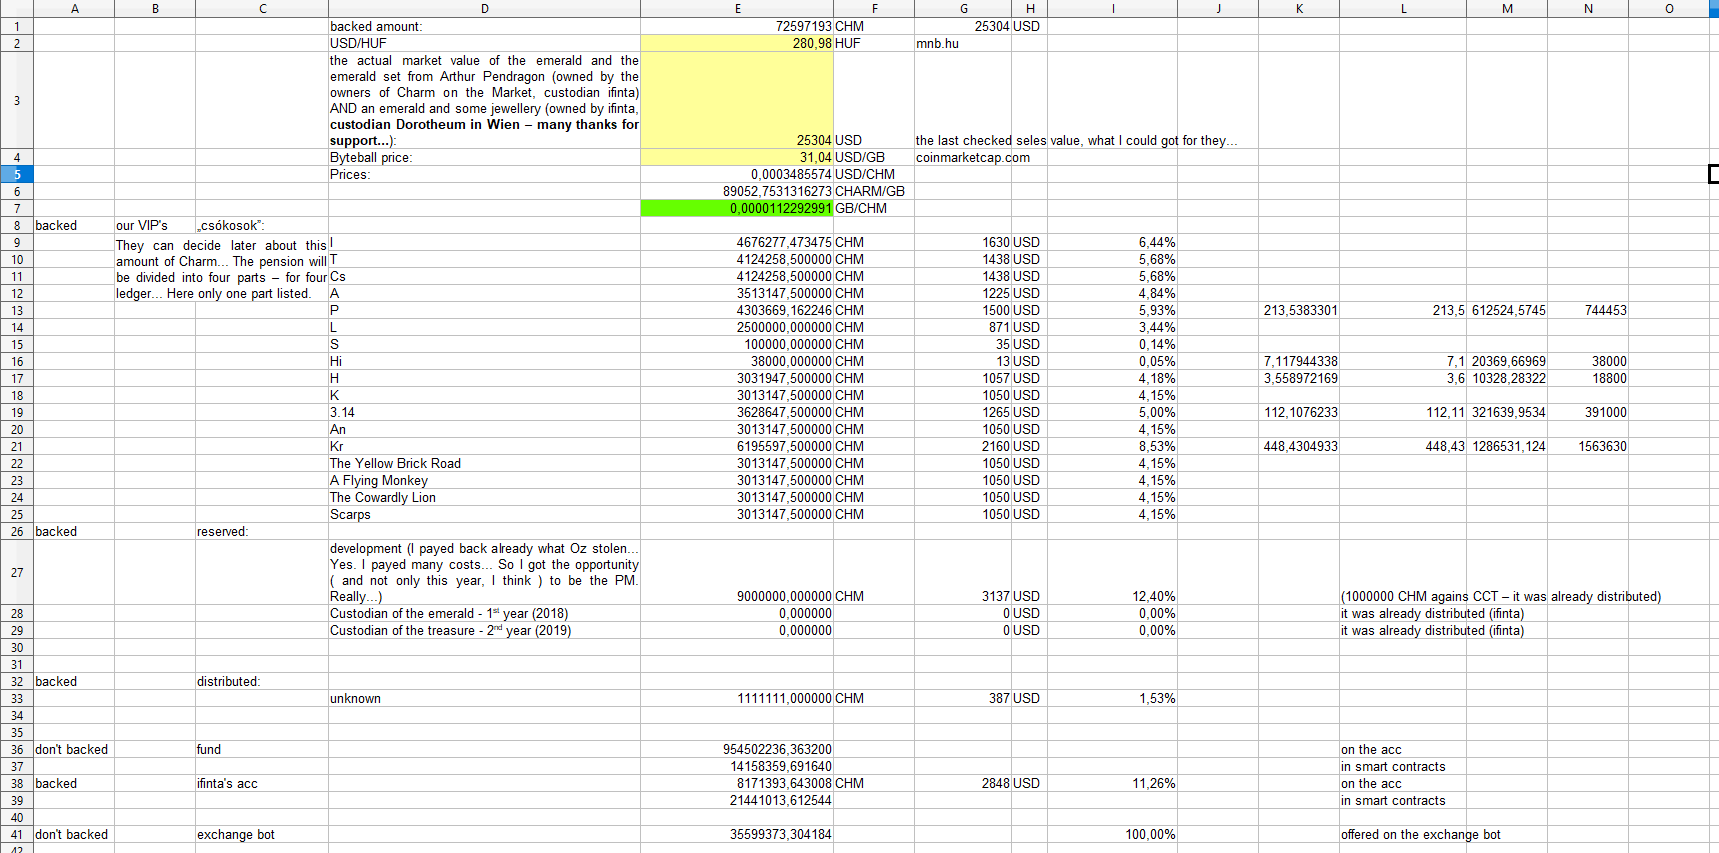 A B C D E F G H I J K L M N O
1 backed amount: 72597193 CHM 25304 USD
2 USD/HUF 280,98 HUF mnb.hu
the actual market value of the emerald and the
emerald set from Arthur Pendragon (owned by the
owners of Charm on the Market, custodian ifinta)
AND an emerald and some jewellery (owned by ifinta,
custodian Dorotheum in Wien – many thanks for
3 support...): 25304 USD the last checked seles value, what I could got for they...
4 Byteball price: 31,04 USD/GB coinmarketcap.com
5 Prices: 0,0003485574 USD/CHM
6 89052,7531316273 CHARM/GB
7 0,0000112292991 GB/CHM
8 backed our VIP's „csókosok”:
9 They can decide later about this I 4676277,473475 CHM 1630 USD 6,44%
10 amount of Charm... The pension will T 4124258,500000 CHM 1438 USD 5,68%
11 be divided into four parts – for four Cs 4124258,500000 CHM 1438 USD 5,68%
12 ledger... Here only one part listed. A 3513147,500000 CHM 1225 USD 4,84%
13 P 4303669,162246 CHM 1500 USD 5,93% 213,5383301 213,5 612524,5745 744453
14 L 2500000,000000 CHM 871 USD 3,44%
15 S 100000,000000 CHM 35 USD 0,14%
16 Hi 38000,000000 CHM 13 USD 0,05% 7,117944338 7,1 20369,66969 38000
17 H 3031947,500000 CHM 1057 USD 4,18% 3,558972169 3,6 10328,28322 18800
18 K 3013147,500000 CHM 1050 USD 4,15%
19 3.14 3628647,500000 CHM 1265 USD 5,00% 112,1076233 112,11 321639,9534 391000
20 An 3013147,500000 CHM 1050 USD 4,15%
21 Kr 6195597,500000 CHM 2160 USD 8,53% 448,4304933 448,43 1286531,124 1563630
22 The Yellow Brick Road 3013147,500000 CHM 1050 USD 4,15%
23 A Flying Monkey 3013147,500000 CHM 1050 USD 4,15%
24 The Cowardly Lion 3013147,500000 CHM 1050 USD 4,15%
25 Scarps 3013147,500000 CHM 1050 USD 4,15%
26 backed reserved:
development (I payed back already what Oz stolen...
Yes. I payed many costs... So I got the opportunity
( and not only this year, I think ) to be the PM.
27 Really...) 9000000,000000 CHM 3137 USD 12,40% (1000000 CHM agains CCT – it was already distributed)
28 Custodian of the emerald - 1st year (2018) 0,000000 0 USD 0,00% it was already distributed (ifinta)
29 Custodian of the treasure - 2nd year (2019) 0,000000 0 USD 0,00% it was already distributed (ifinta)
30
31
32 backed distributed:
33 unknown 1111111,000000 CHM 387 USD 1,53%
34
35
36 don't backed fund 954502236,363200 on the acc
37 14158359,691640 in smart contracts
38 backed ifinta's acc 8171393,643008 CHM 2848 USD 11,26% on the acc
39 21441013,612544 in smart contracts
40
41 don't backed exchange bot 35599373,304184 100,00% offered on the exchange bot
42